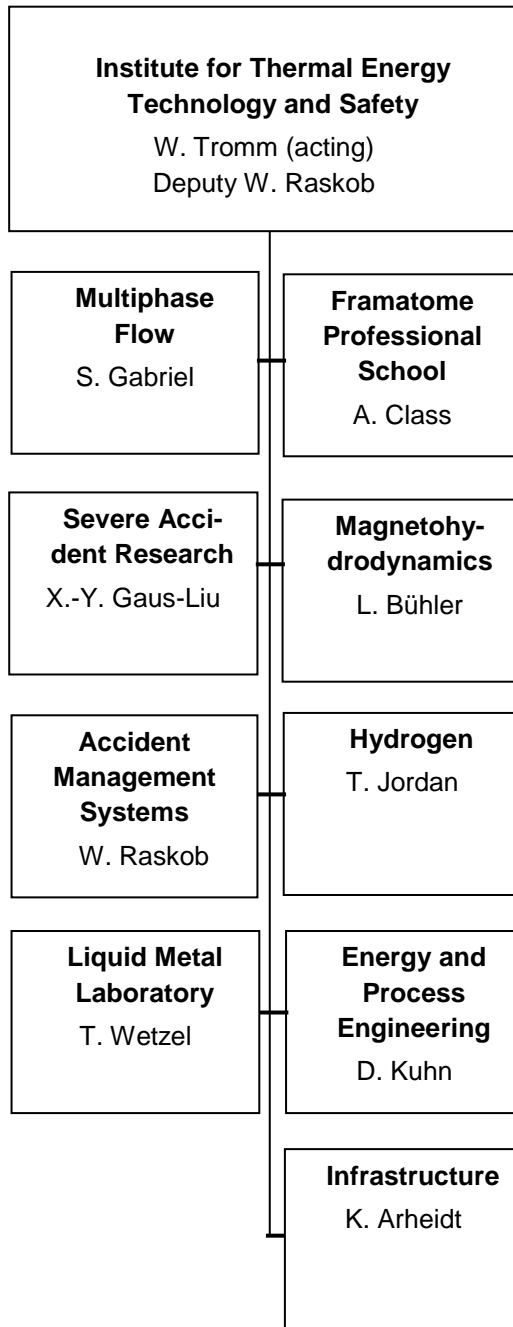 Institute for Thermal Energy
Technology and Safety
W. Tromm (acting)
Deputy W. Raskob
Multiphase
Flow
S. Gabriel
Framatome
Professional
School
A. Class
Severe Acci-
dent Research
X.-Y. Gaus-Liu
Magnetohy-
drodynamics
L. Bühler
Accident
Management
Systems
W. Raskob
Hydrogen
T. Jordan
Liquid Metal
Laboratory
T. Wetzel
Energy and
Process
Engineering
D. Kuhn
Infrastructure
K. Arheidt